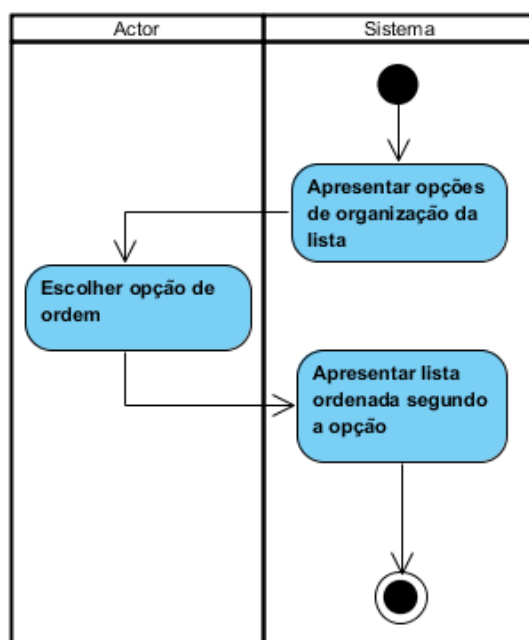 Actor
Sistema
Apresentar opções
de organização da
lista
Escolher opção de
ordem
Apresentar lista
ordenada segundo
a opção